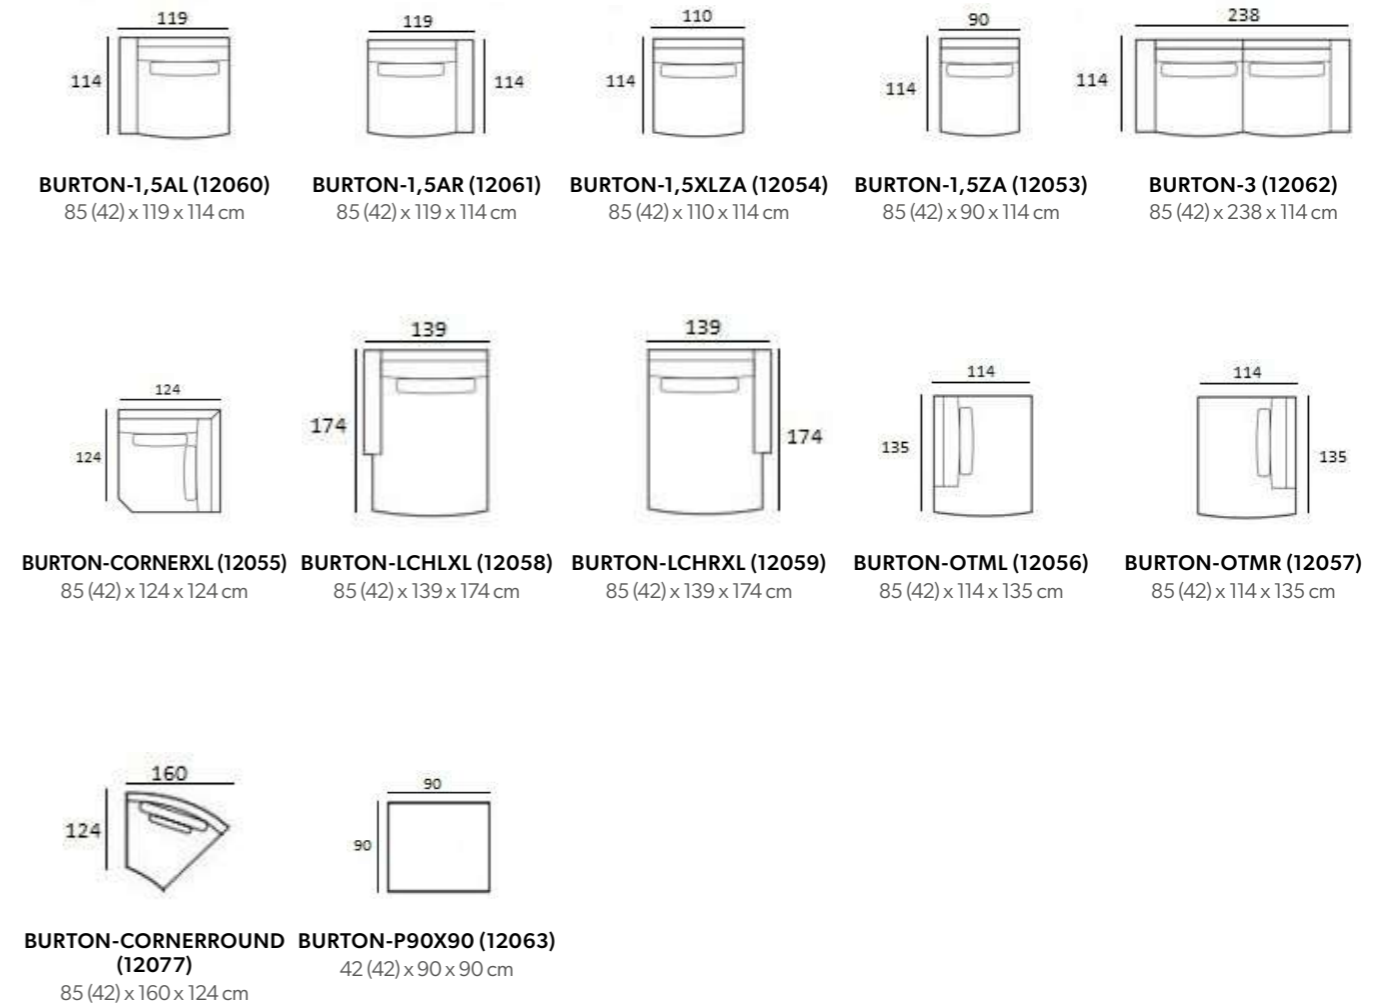 119
119
110
90
238
114
114
114
114
114
BURTON-1,5AL (12060)
85 (42) x 119 x 114 cm
BURTON-1,5AR (12061)
85 (42) x 119 x 114 cm
BURTON-1,5XLZA (12054)
85 (42) x 110 x 114 cm
BURTON-1,5ZA (12053)
85 (42) x 90 x 114 cm
BURTON-3 (12062)
85 (42) x 238 x 114 cm
124
139
139
114
114
124
174
174
135
135
BURTON-CORNERXL (12055)
85 (42) x 124 x 124 cm
BURTON-LCHLXL (12058)
85 (42) x 139 x 174 cm
BURTON-LCHRXL (12059)
85 (42) x 139 x 174 cm
BURTON-OTML (12056)
85 (42) x 114 x 135 cm
BURTON-OTMR (12057)
85 (42) x 114 x 135 cm
160
90
124
90
BURTON-CORNERROUND
(12077)
85 (42) x 160 x 124 cm
BURTON-P90X90 (12063)
42 (42) x 90 x 90 cm